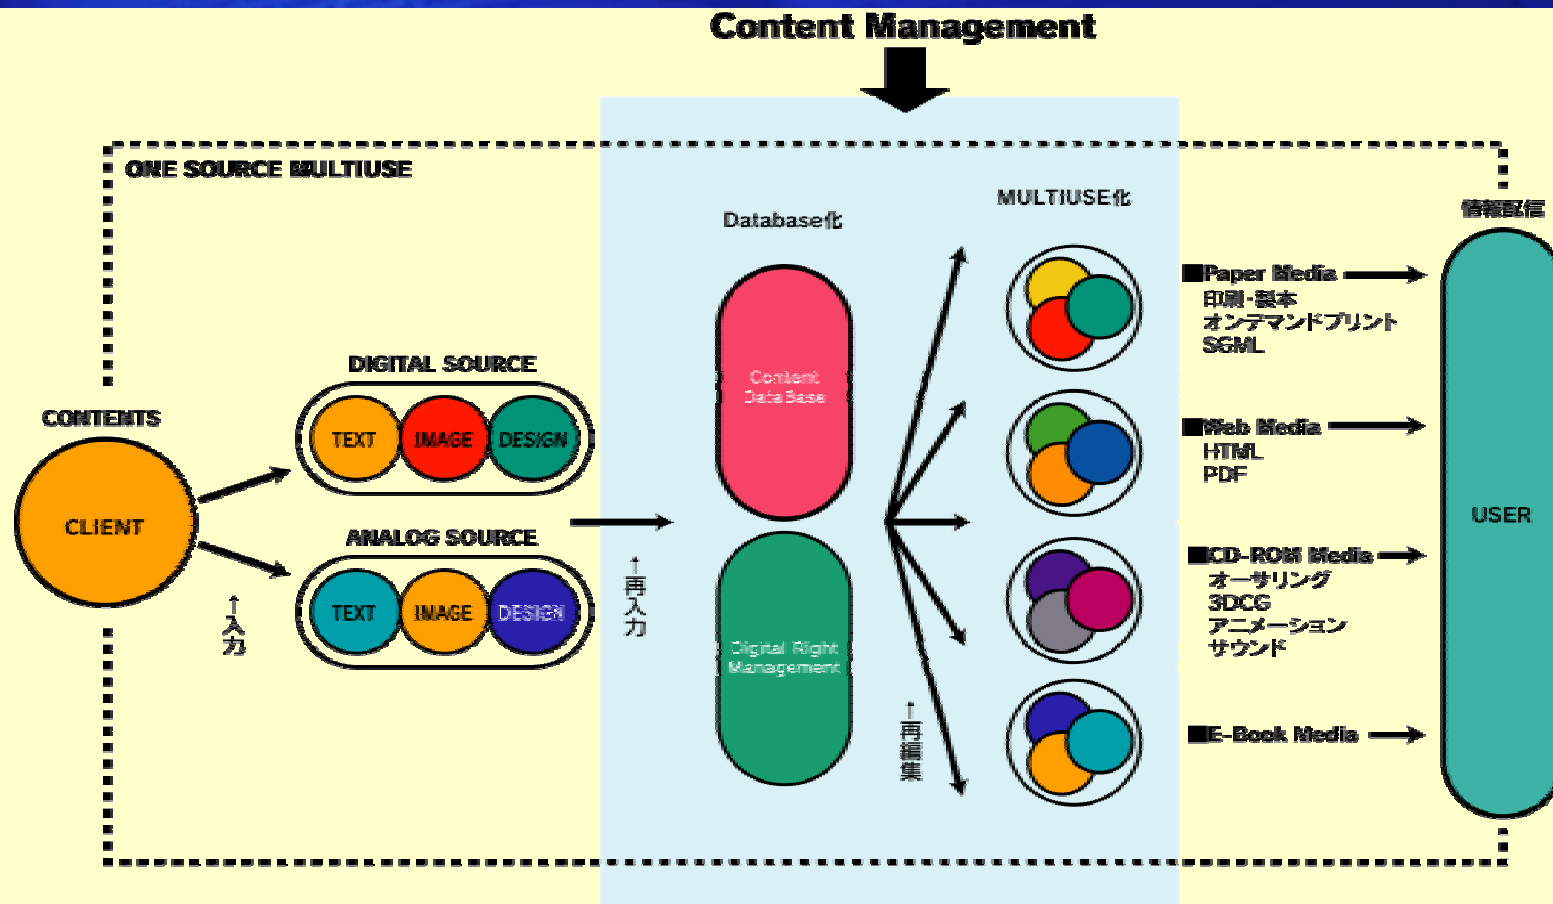 Content Management
ONE SOURCE MULTIUSE
CONTENTS
CLIENT
↑入力
DIGITAL SOURCE
TEXT IMAGE DESIGN
ANALOG SOURCE
TEXT IMAGE DESIGN
↑再入力
Database化
Content
DataBase
Digital Right
Management
↑再編集
MULTIUSE化
■Paper Media
印刷・製本
オンデマンドプリント
SGML
■Web Media
HTML
PDF
■CD-ROM Media
オーサリング
3DCG
アニメーション
サウンド
■E-Book Media
情報配信
USER